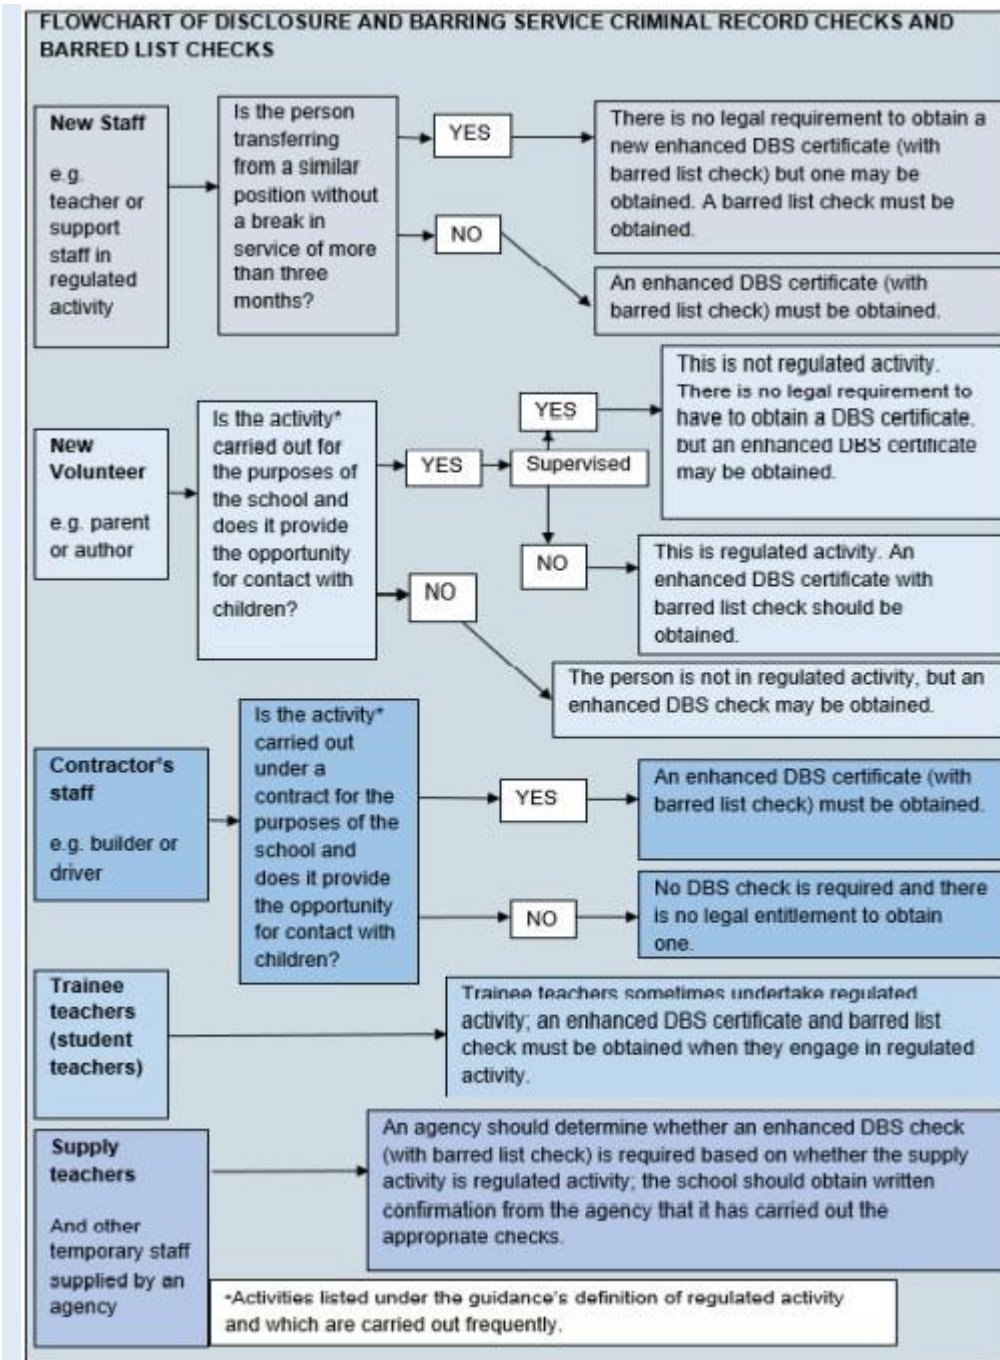 FLOWCHART OF DISCLOSURE AND BARRING SERVICE CRIMINAL RECORD CHECKS AND
BARRED LIST CHECKS
New Staff
e.g.
teacher or
support
staff in
regulated
activity
Is the person
transferring
from a similar
position without
a break in
service of more
than three
months?
YES
There is no legal requirement to obtain a
new enhanced DBS certificate (with
barred list check) but one may be
obtained. A barred list check must be
obtained.
NO
An enhanced DBS certificate (with
barred list check) must be obtained.
New
Volunteer
e.g. parent
or author
Is the activity*
carried out for
the purposes of
the school and
does it provide
the opportunity
for contact with
children?
YES
Supervised
YES
This is not regulated activity.
There is no legal requirement to
have to obtain a DBS certificate,
but an enhanced DBS certificate
may be obtained.
NO
This is regulated activity. An
enhanced DBS certificate with
barred list check should be
obtained.
NO
The person is not in regulated activity, but an
enhanced DBS check may be obtained.
Contractor's
staff
e.g. builder or
driver
Is the activity*
carried out
under a
contract for the
purposes of the
school and
does it provide
the opportunity
for contact with
children?
YES
An enhanced DBS certificate (with
barred list check) must be obtained.
NO
No DBS check is required and there
is no legal entitlement to obtain
one.
Trainee
teachers
(student
teachers)
Trainee teachers sometimes undertake regulated
activity; an enhanced DBS certificate and barred list
check must be obtained when they engage in regulated
activity.
Supply
teachers
And other
temporary staff
supplied by an
agency
An agency should determine whether an enhanced DBS check
(with barred list check) is required based on whether the supply
activity is regulated activity; the school should obtain written
confirmation from the agency that it has carried out the
appropriate checks.
*Activities listed under the guidance's definition of regulated activity
and which are carried out frequently.